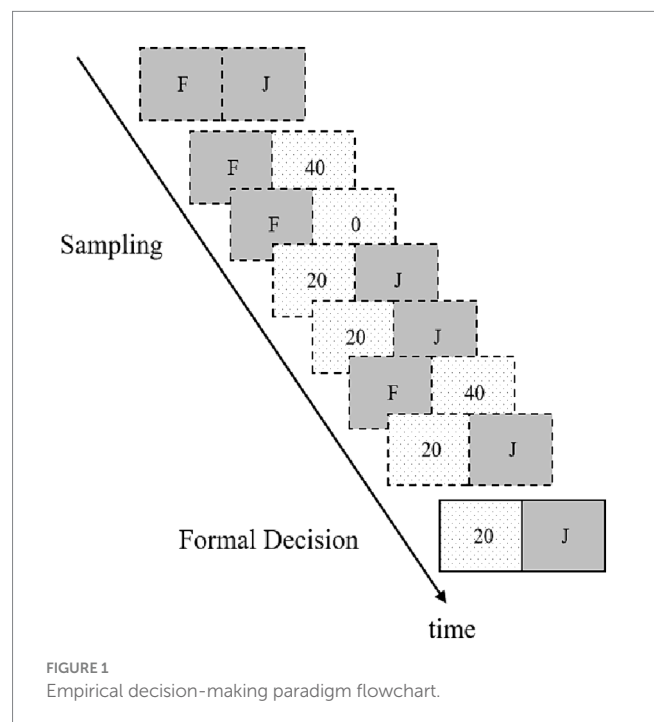 F J
F 40
F 0
Sampling
20 J
20 J
F 40
20 J
Formal Decision
20 J
time
FIGURE 1
Empirical decision-making paradigm flowchart.